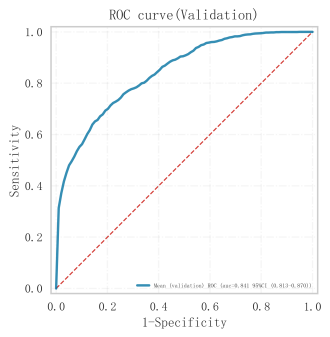 ROC curve(Validation)
1.0
0.8
0.6
0.4
0.2
0.0
Sensitivity
Mean (validation) ROC (auc=0.841 95%CI (0.813-0.870))
0.0 0.2 0.4 0.6 0.8 1.0
1-Specificity